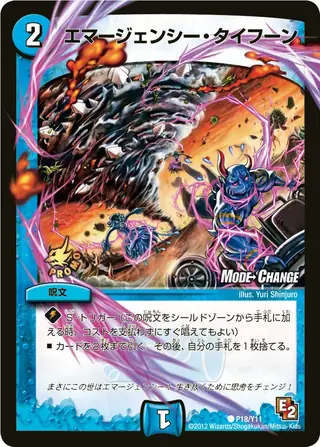 2
エマージェンシー・タイフーン
PROMO
MODE CHANGE
illus. Yuri Shinjuro
呪文
S・トリガー(この呪文をシールドゾーンから手札に加
える時、コストを支払わずにすぐ唱えてもよい)
■ カードを2枚まで引く。その後、自分の手札を1枚捨てる。
まさにこの世はエマージェンシー!生き抜くために思考をチェンジ!
1
P18/Y11
©2012 Wizards/Shogakukan/Mitsui-Kids
E2